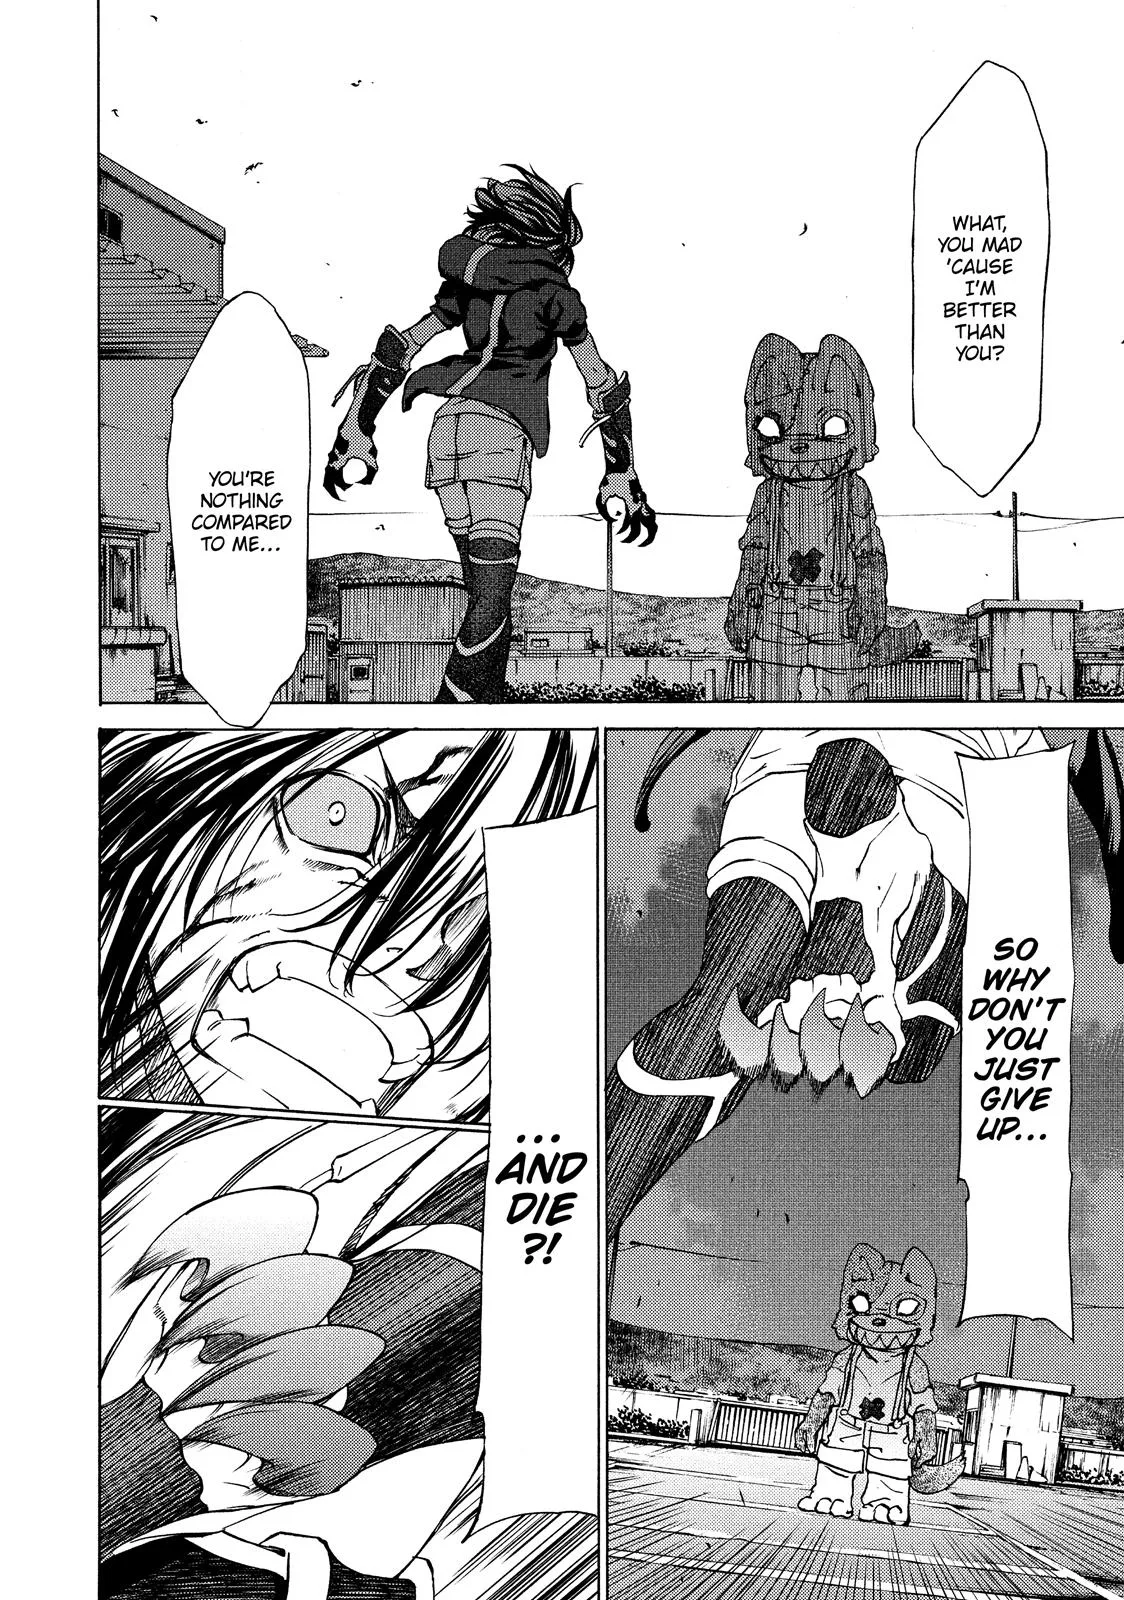 WHAT,
YOU MAD
'CAUSE
I'M
BETTER
THAN
YOU?
YOU'RE
NOTHING
COMPARED
TO ME...
SO
WHY
DON'T
YOU
JUST
GIVE
UP...
...
AND
DIE
?!